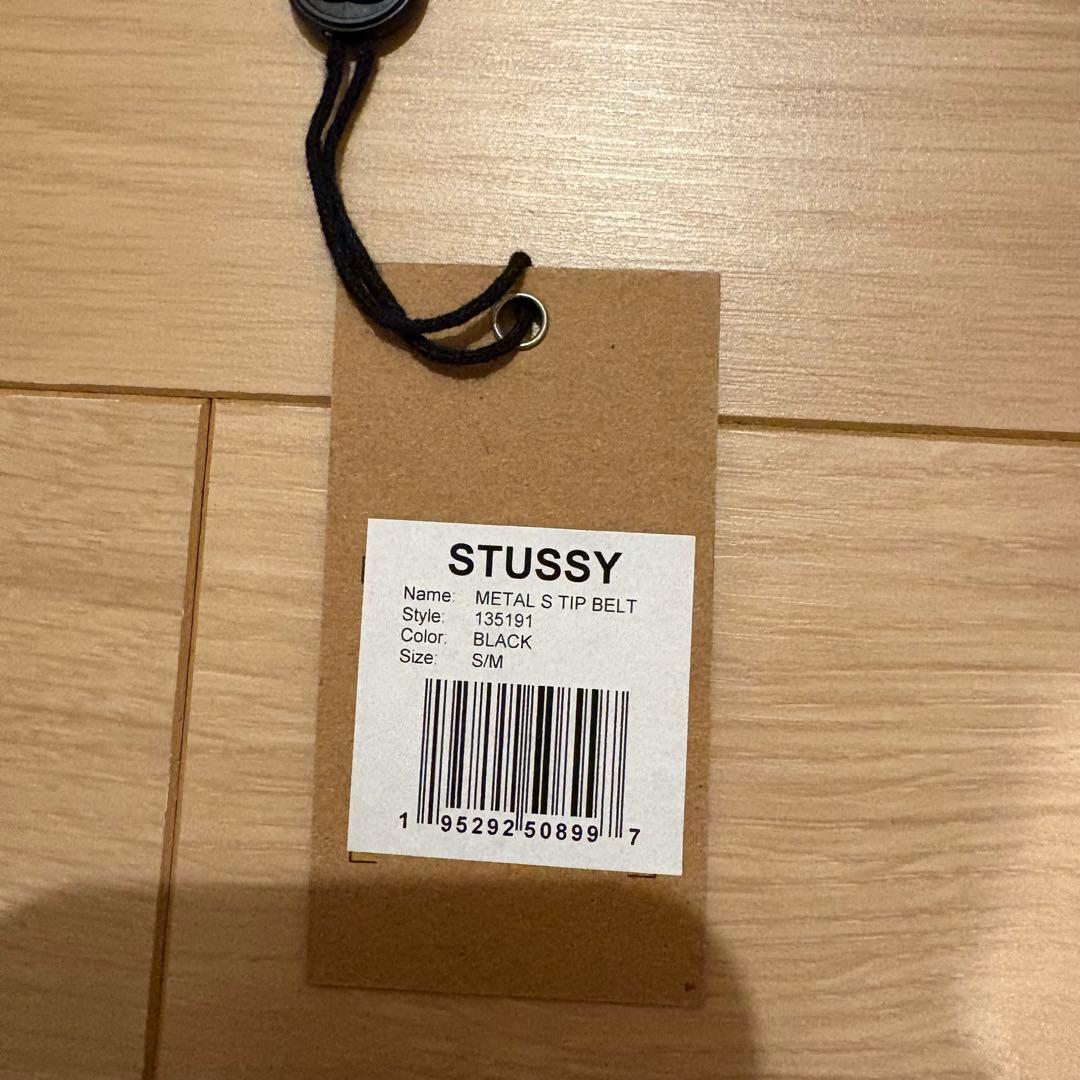 STUSSY
Name: METAL S TIP BELT
Style: 135191
Color: BLACK
Size: S/M
1 95292 50899 7